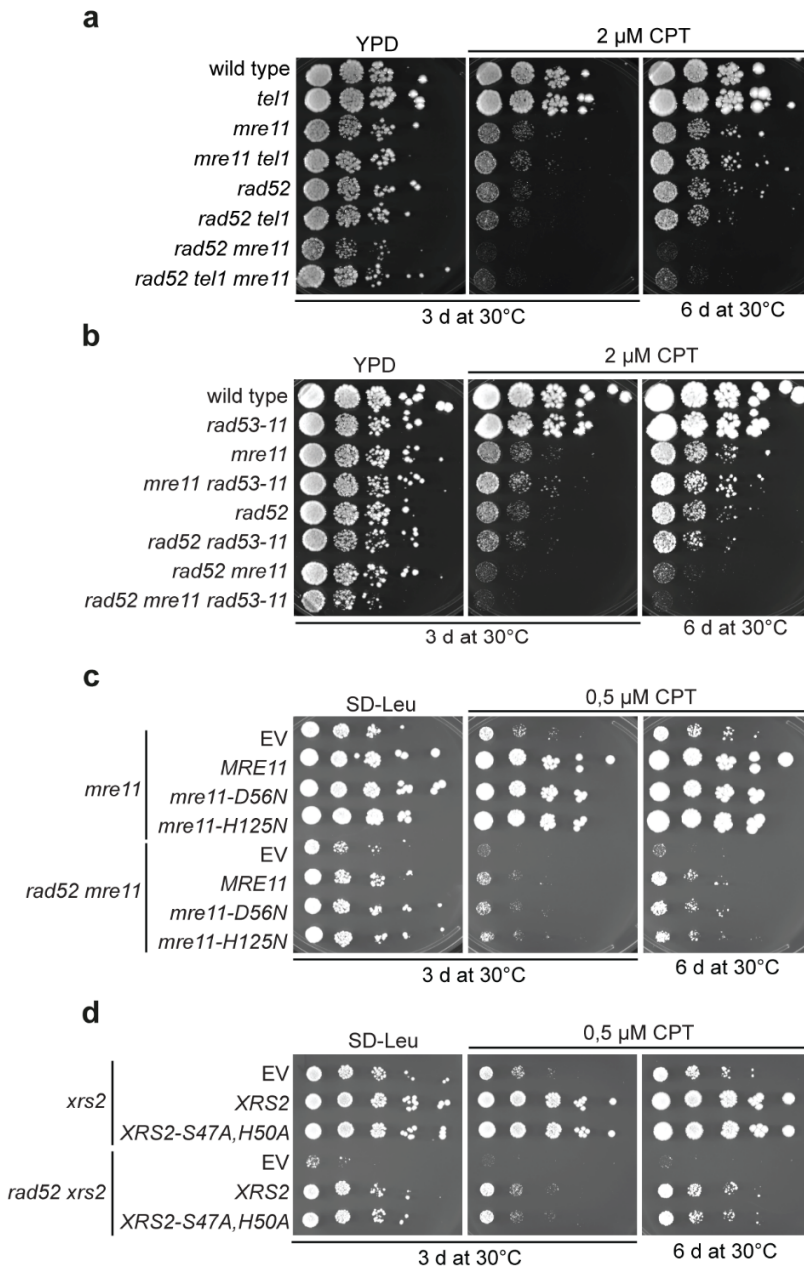 a
YPD
2 µM CPT
wild type
tel1
mre11
mre11 tel1
rad52
rad52 tel1
rad52 mre11
rad52 tel1 mre11
3 d at 30°C
6 d at 30°C
b
YPD
2 µM CPT
wild type
rad53-11
mre11
mre11 rad53-11
rad52
rad52 rad53-11
rad52 mre11
rad52 mre11 rad53-11
3 d at 30°C
6 d at 30°C
c
SD-Leu
0,5 µM CPT
mre11
EV
MRE11
mre11-D56N
mre11-H125N
rad52 mre11
EV
MRE11
mre11-D56N
mre11-H125N
3 d at 30°C
6 d at 30°C
d
SD-Leu
0,5 µM CPT
xrs2
EV
XRS2
XRS2-S47A,H50A
rad52 xrs2
EV
XRS2
XRS2-S47A,H50A
3 d at 30°C
6 d at 30°C